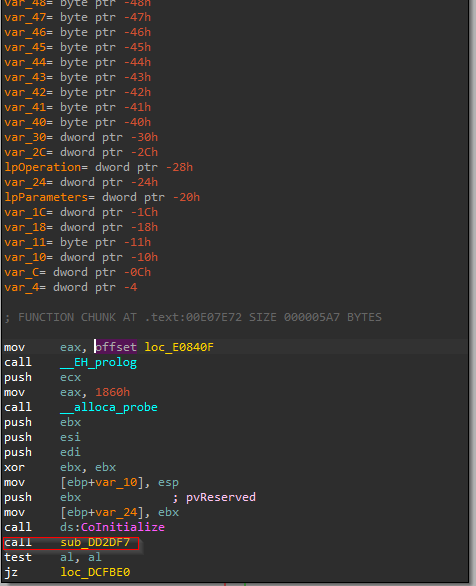 var_48= byte ptr -48h
var_47= byte ptr -47h
var_46= byte ptr -46h
var_45= byte ptr -45h
var_44= byte ptr -44h
var_43= byte ptr -43h
var_42= byte ptr -42h
var_41= byte ptr -41h
var_40= byte ptr -40h
var_30= dword ptr -30h
var_2C= dword ptr -2Ch
lpOperation= dword ptr -28h
var_24= dword ptr -24h
lpParameters= dword ptr -20h
var_1C= dword ptr -1Ch
var_18= dword ptr -18h
var_11= byte ptr -11h
var_10= dword ptr -10h
var_C= dword ptr -0Ch
var_4= dword ptr -4
; FUNCTION CHUNK AT .text:00E07E72 SIZE 000005A7 BYTES
mov eax, offset loc_E0840F
call __EH_prolog
push ecx
mov eax, 1860h
call __alloca_probe
push ebx
push esi
push edi
xor ebx, ebx
mov [ebp+var_10], esp
push ebx ; pvReserved
mov [ebp+var_24], ebx
call ds:CoInitialize
call sub_DD2DF7
test al, al
jz loc_DCFBE0